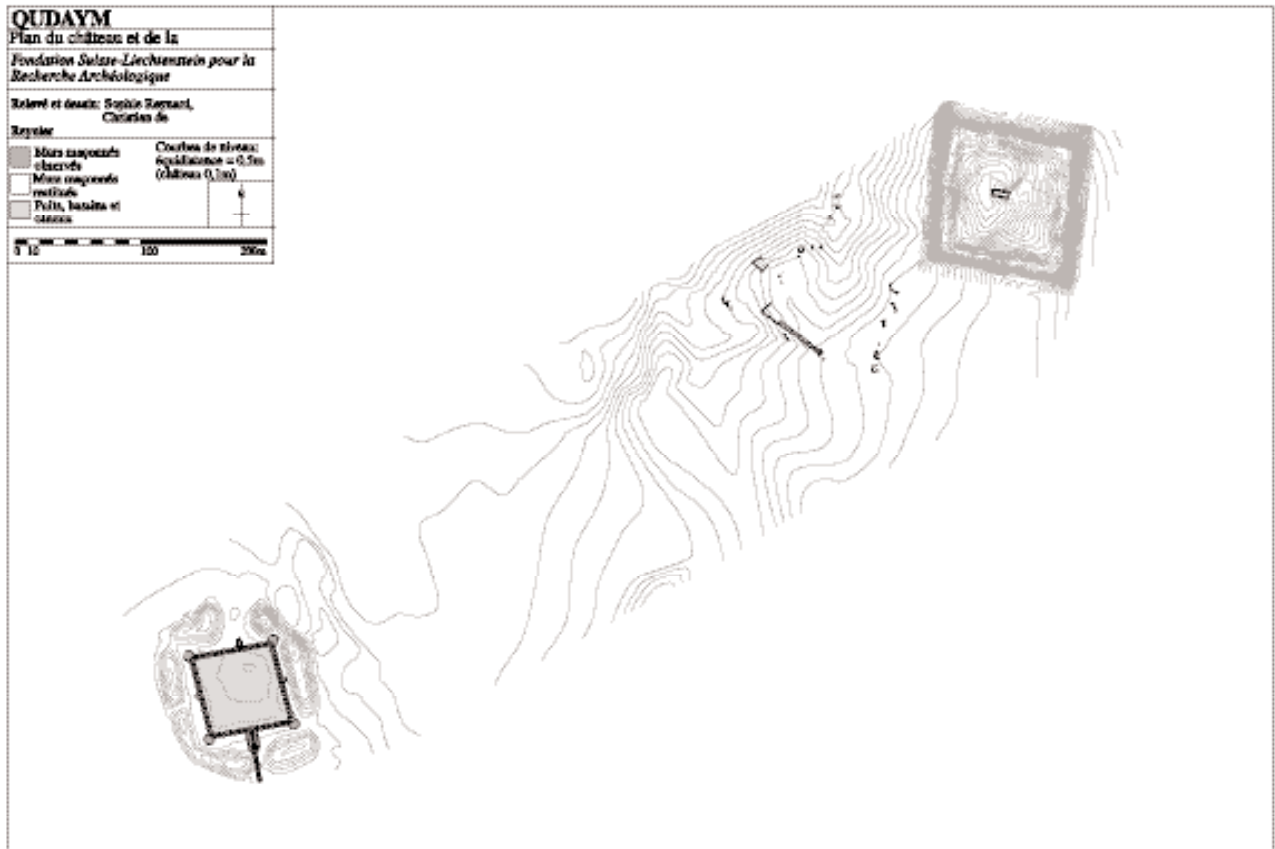 QUDAYM
Plan du château et de la
Fondation Suisse-Liechtenstein pour la
Recherche Archéologique
Relevé et dessin: Sophie Reynard,
Christian de
Reynier
Murs maçonnés
observés
Murs maçonnés
restitués
Puits, bassins et
canaux
Courbes de niveau:
équidistance = 0,5m
(château 0,1m)
0 10 100 200m